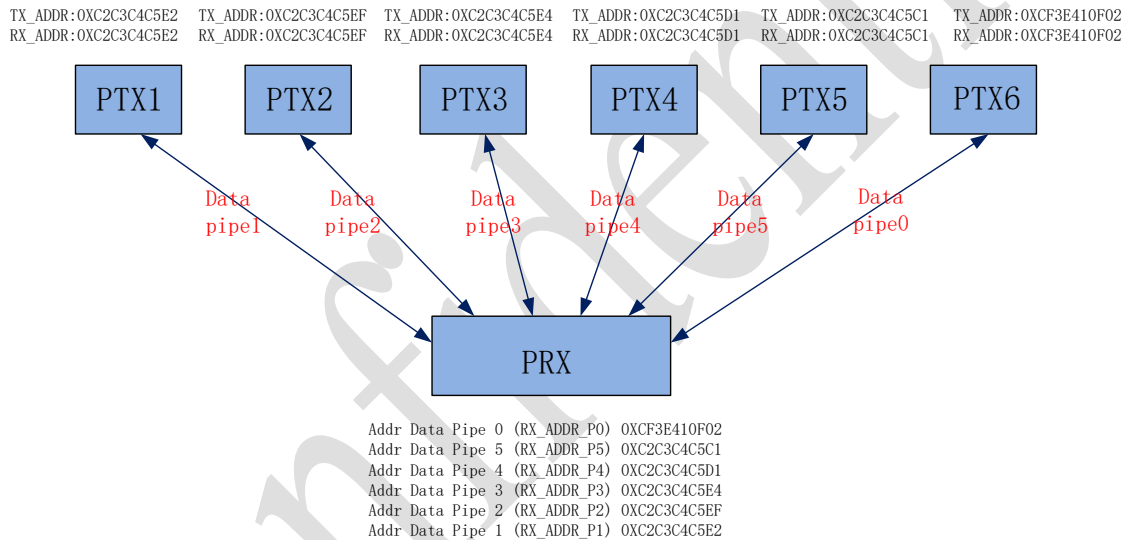 TX_ADDR:0XC2C3C4C5E2 TX_ADDR:0XC2C3C4C5EF TX_ADDR:0XC2C3C4C5E4 TX_ADDR:0XC2C3C4C5D1 TX_ADDR:0XC2C3C4C5C1 TX_ADDR:0XCF3E410F02
RX_ADDR:0XC2C3C4C5E2 RX_ADDR:0XC2C3C4C5EF RX_ADDR:0XC2C3C4C5E4 RX_ADDR:0XC2C3C4C5D1 RX_ADDR:0XC2C3C4C5C1 RX_ADDR:0XCF3E410F02
PTX1 PTX2 PTX3 PTX4 PTX5 PTX6
Data Data Data Data Data Data
pipe1 pipe2 pipe3 pipe4 pipe5 pipe0
PRX
Addr Data Pipe 0 (RX_ADDR_P0) 0XCF3E410F02
Addr Data Pipe 5 (RX_ADDR_P5) 0XC2C3C4C5C1
Addr Data Pipe 4 (RX_ADDR_P4) 0XC2C3C4C5D1
Addr Data Pipe 3 (RX_ADDR_P3) 0XC2C3C4C5E4
Addr Data Pipe 2 (RX_ADDR_P2) 0XC2C3C4C5EF
Addr Data Pipe 1 (RX_ADDR_P1) 0XC2C3C4C5E2